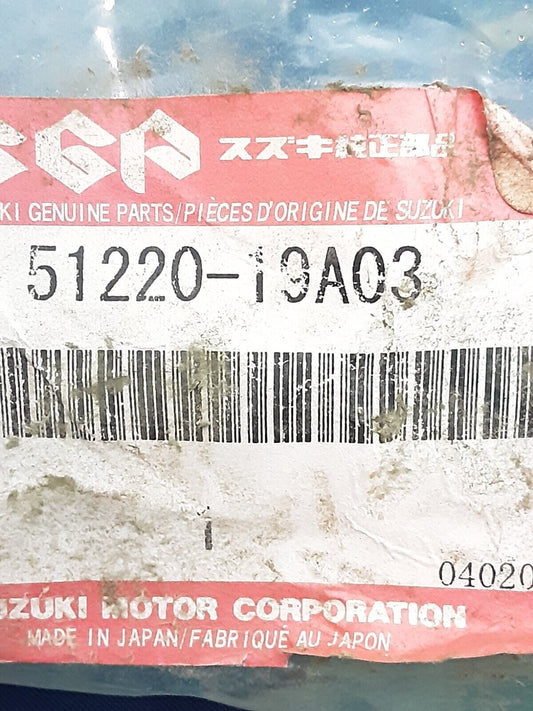 SGP スズキ純正部品
KI GENUINE PARTS/PIÈCES D'ORIGINE DE SUZUKI
51220-19A03
1
04020
UZUKI MOTOR CORPORATION
MADE IN JAPAN/FABRIQUÉ AU JAPON